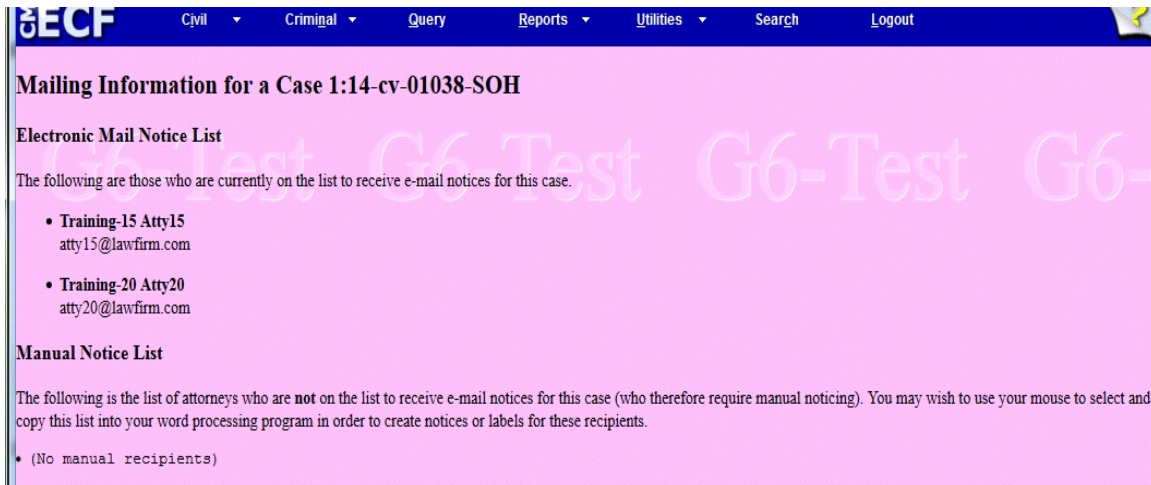 CM
ECF Civil Criminal Query Reports Utilities Search Logout ?
Mailing Information for a Case 1:14-cv-01038-SOH
Electronic Mail Notice List
G6-Test G6-Test G6-Test G6-
The following are those who are currently on the list to receive e-mail notices for this case.
• Training-15 Atty15
atty15@lawfirm.com
• Training-20 Atty20
atty20@lawfirm.com
Manual Notice List
The following is the list of attorneys who are not on the list to receive e-mail notices for this case (who therefore require manual noticing). You may wish to use your mouse to select and
copy this list into your word processing program in order to create notices or labels for these recipients.
• (No manual recipients)